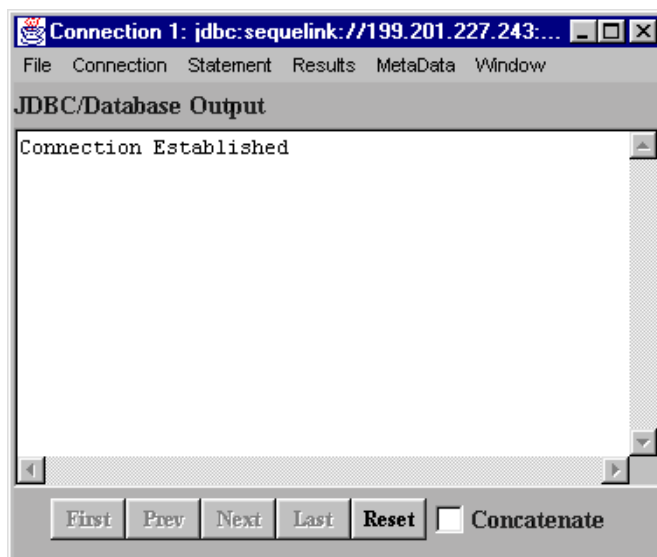 Connection 1: jdbc:sequelink://199.201.227.243:...
File Connection Statement Results MetaData Window
JDBC/Database Output
Connection Established
First Prev Next Last Reset Concatenate